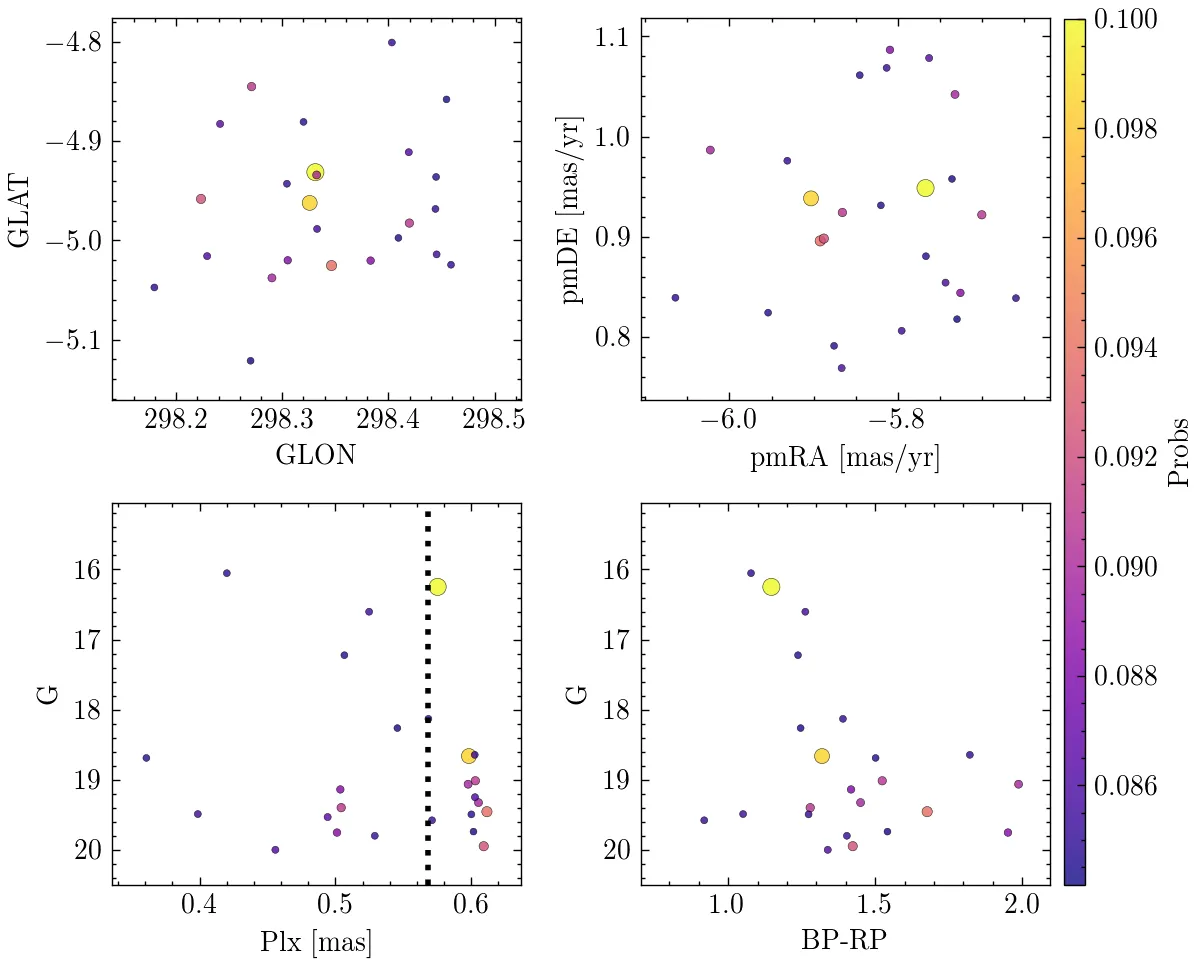 −4.8
−4.9
−5.0
−5.1
GLAT
298.2 298.3 298.4 298.5
GLON
1.1
1.0
0.9
0.8
pmDE [mas/yr]
−6.0 −5.8
pmRA [mas/yr]
16
17
18
19
20
G
0.4 0.5 0.6
Plx [mas]
16
17
18
19
20
G
1.0 1.5 2.0
BP-RP
0.100
0.098
0.096
0.094
0.092
0.090
0.088
0.086
Probs